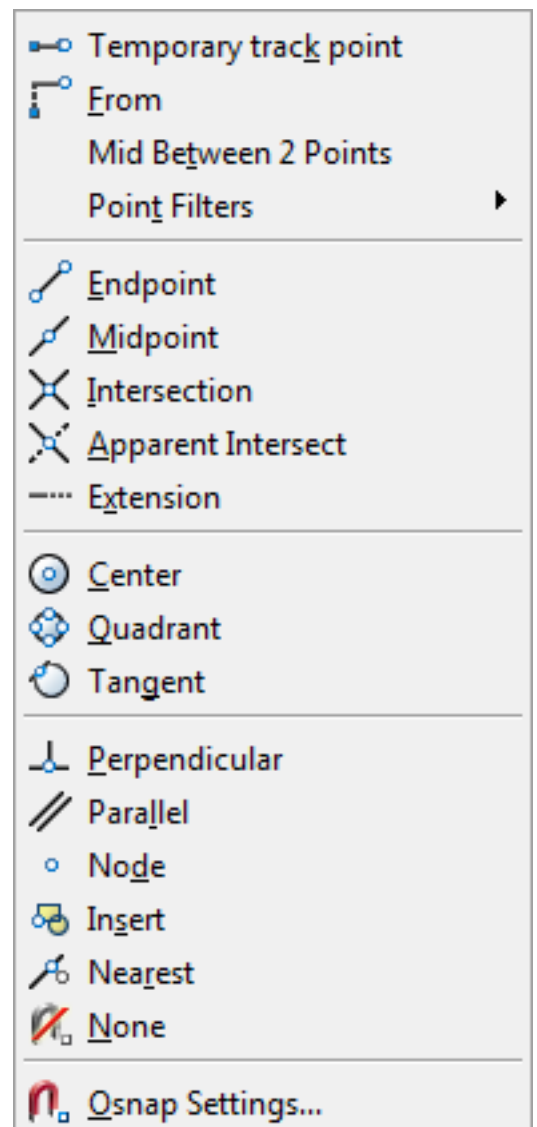 Temporary track point
From
Mid Between 2 Points
Point Filters
Endpoint
Midpoint
Intersection
Apparent Intersect
Extension
Center
Quadrant
Tangent
Perpendicular
Parallel
Node
Insert
Nearest
None
Osnap Settings...